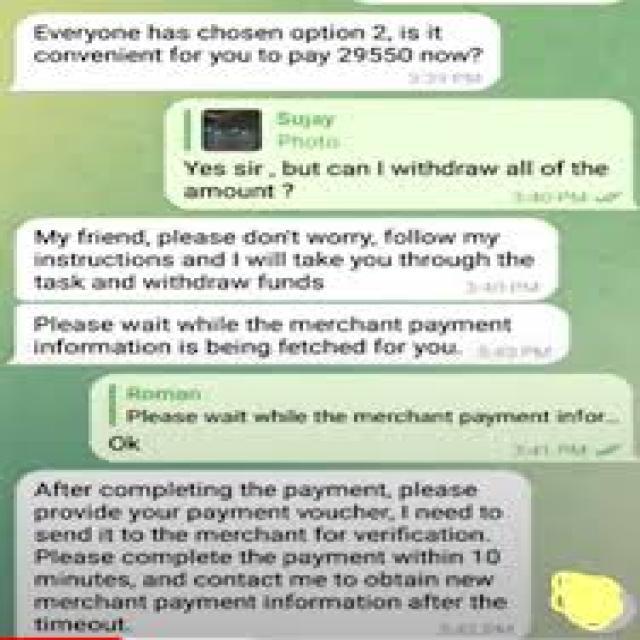 Everyone has chosen option 2, is it
convenient for you to pay 29550 now?
3:39 PM
Sujay
Photo
Yes sir , but can I withdraw all of the
amount ?
3:40 PM
My friend, please don't worry, follow my
instructions and I will take you through the
task and withdraw funds
3:40 PM
Please wait while the merchant payment
information is being fetched for you.
Roman
Please wait while the merchant payment infor...
Ok
3:41 PM
After completing the payment, please
provide your payment voucher, I need to
send it to the merchant for verification.
Please complete the payment within 10
minutes, and contact me to obtain new
merchant payment information after the
timeout.